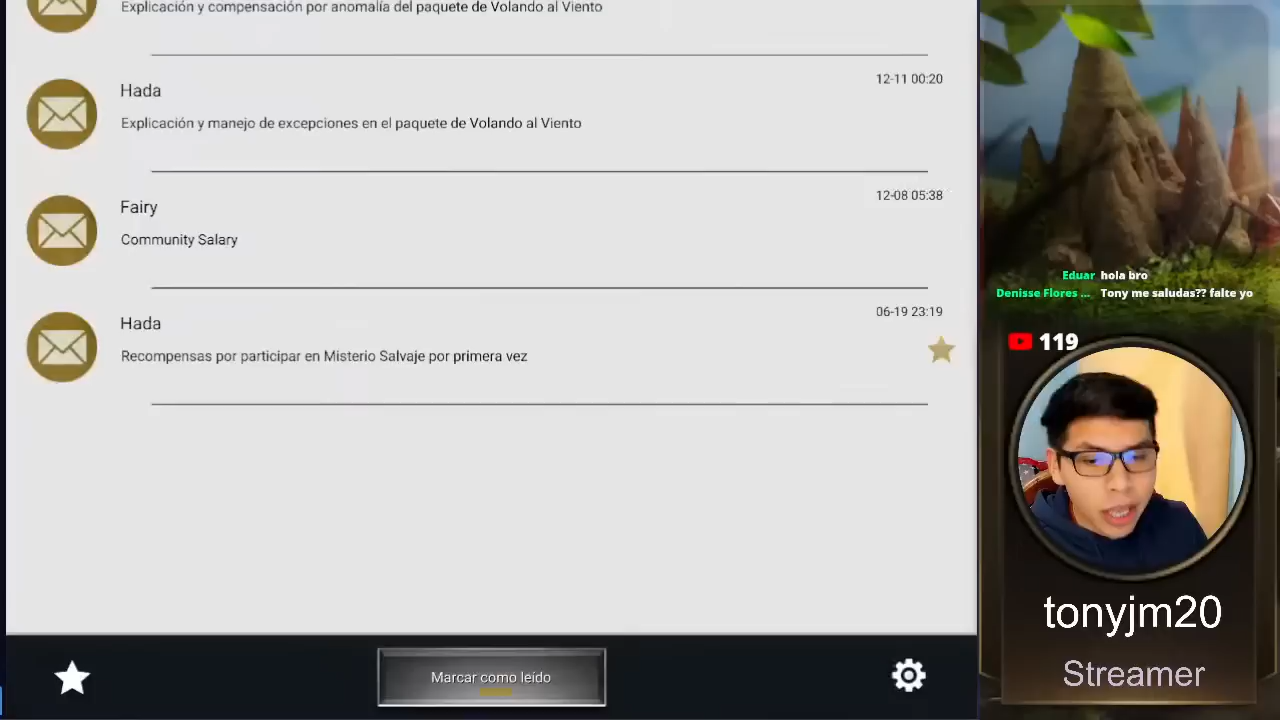 Explicación y compensación por anomalía del paquete de Volando al Viento
Hada
12-11 00:20
Explicación y manejo de excepciones en el paquete de Volando al Viento
Fairy
12-08 05:38
Community Salary
Hada
06-19 23:19
Recompensas por participar en Misterio Salvaje por primera vez
Marcar como leído
Eduar hola bro
Denisse Flores ... Tony me saludas?? falte yo
119
tonyjm20
Streamer